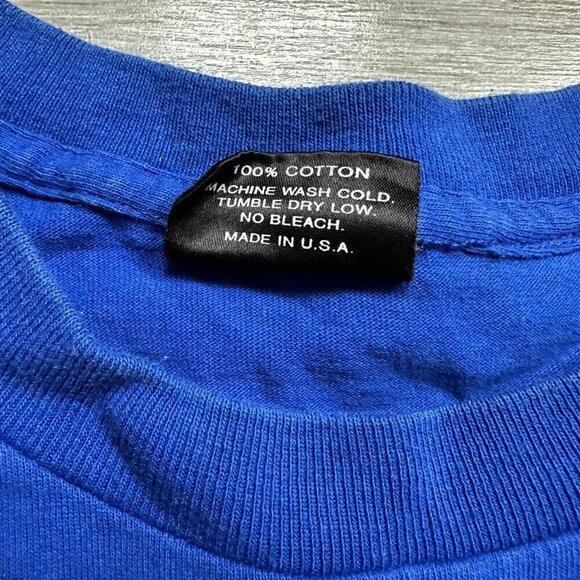 100% COTTON
MACHINE WASH COLD.
TUMBLE DRY LOW.
NO BLEACH.
MADE IN U.S.A.